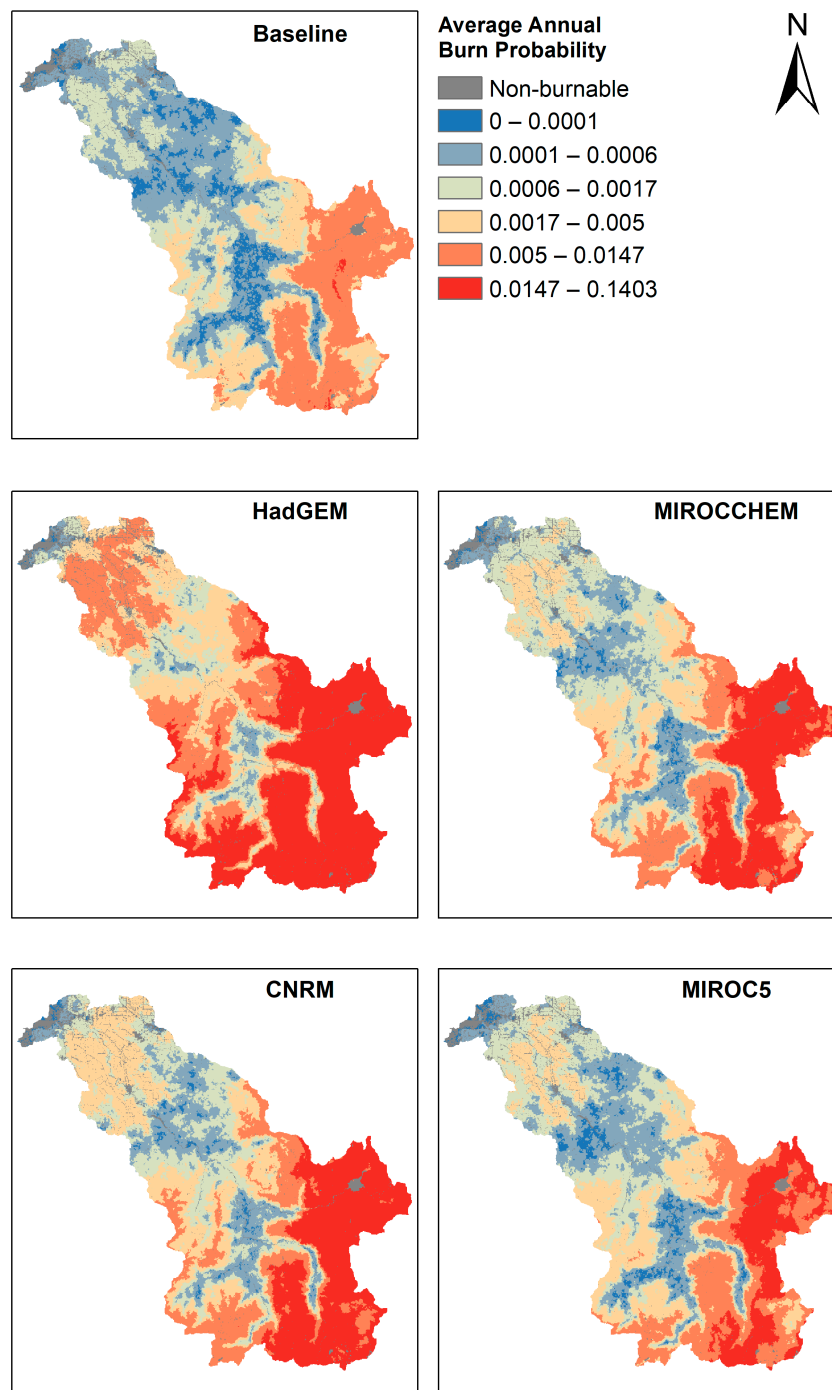 Baseline
Average Annual
Burn Probability
Non-burnable
0 – 0.0001
0.0001 – 0.0006
0.0006 – 0.0017
0.0017 – 0.005
0.005 – 0.0147
0.0147 – 0.1403
N
HadGEM
MIROCCHEM
CNRM
MIROC5